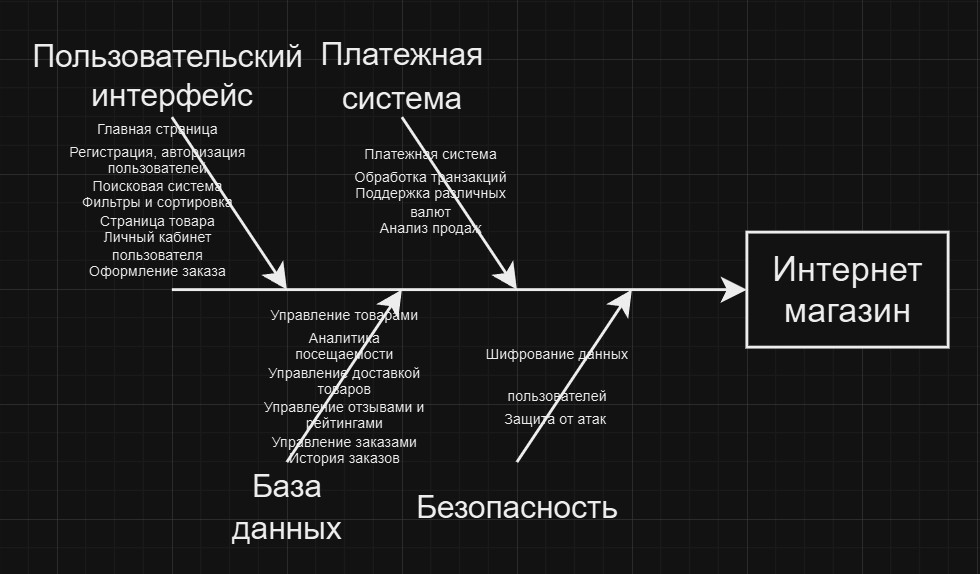 Пользовательский
интерфейс
Главная страница
Регистрация, авторизация
пользователей
Поисковая система
Фильтры и сортировка
Страница товара
Личный кабинет
пользователя
Оформление заказа
Платежная
система
Платежная система
Обработка транзакций
Поддержка различных
валют
Анализ продаж
Интернет
магазин
Управление товарами
Аналитика
посещаемости
Управление доставкой
товаров
Управление отзывами и
рейтингами
Управление заказами
История заказов
База
данных
Шифрование данных
пользователей
Защита от атак
Безопасность